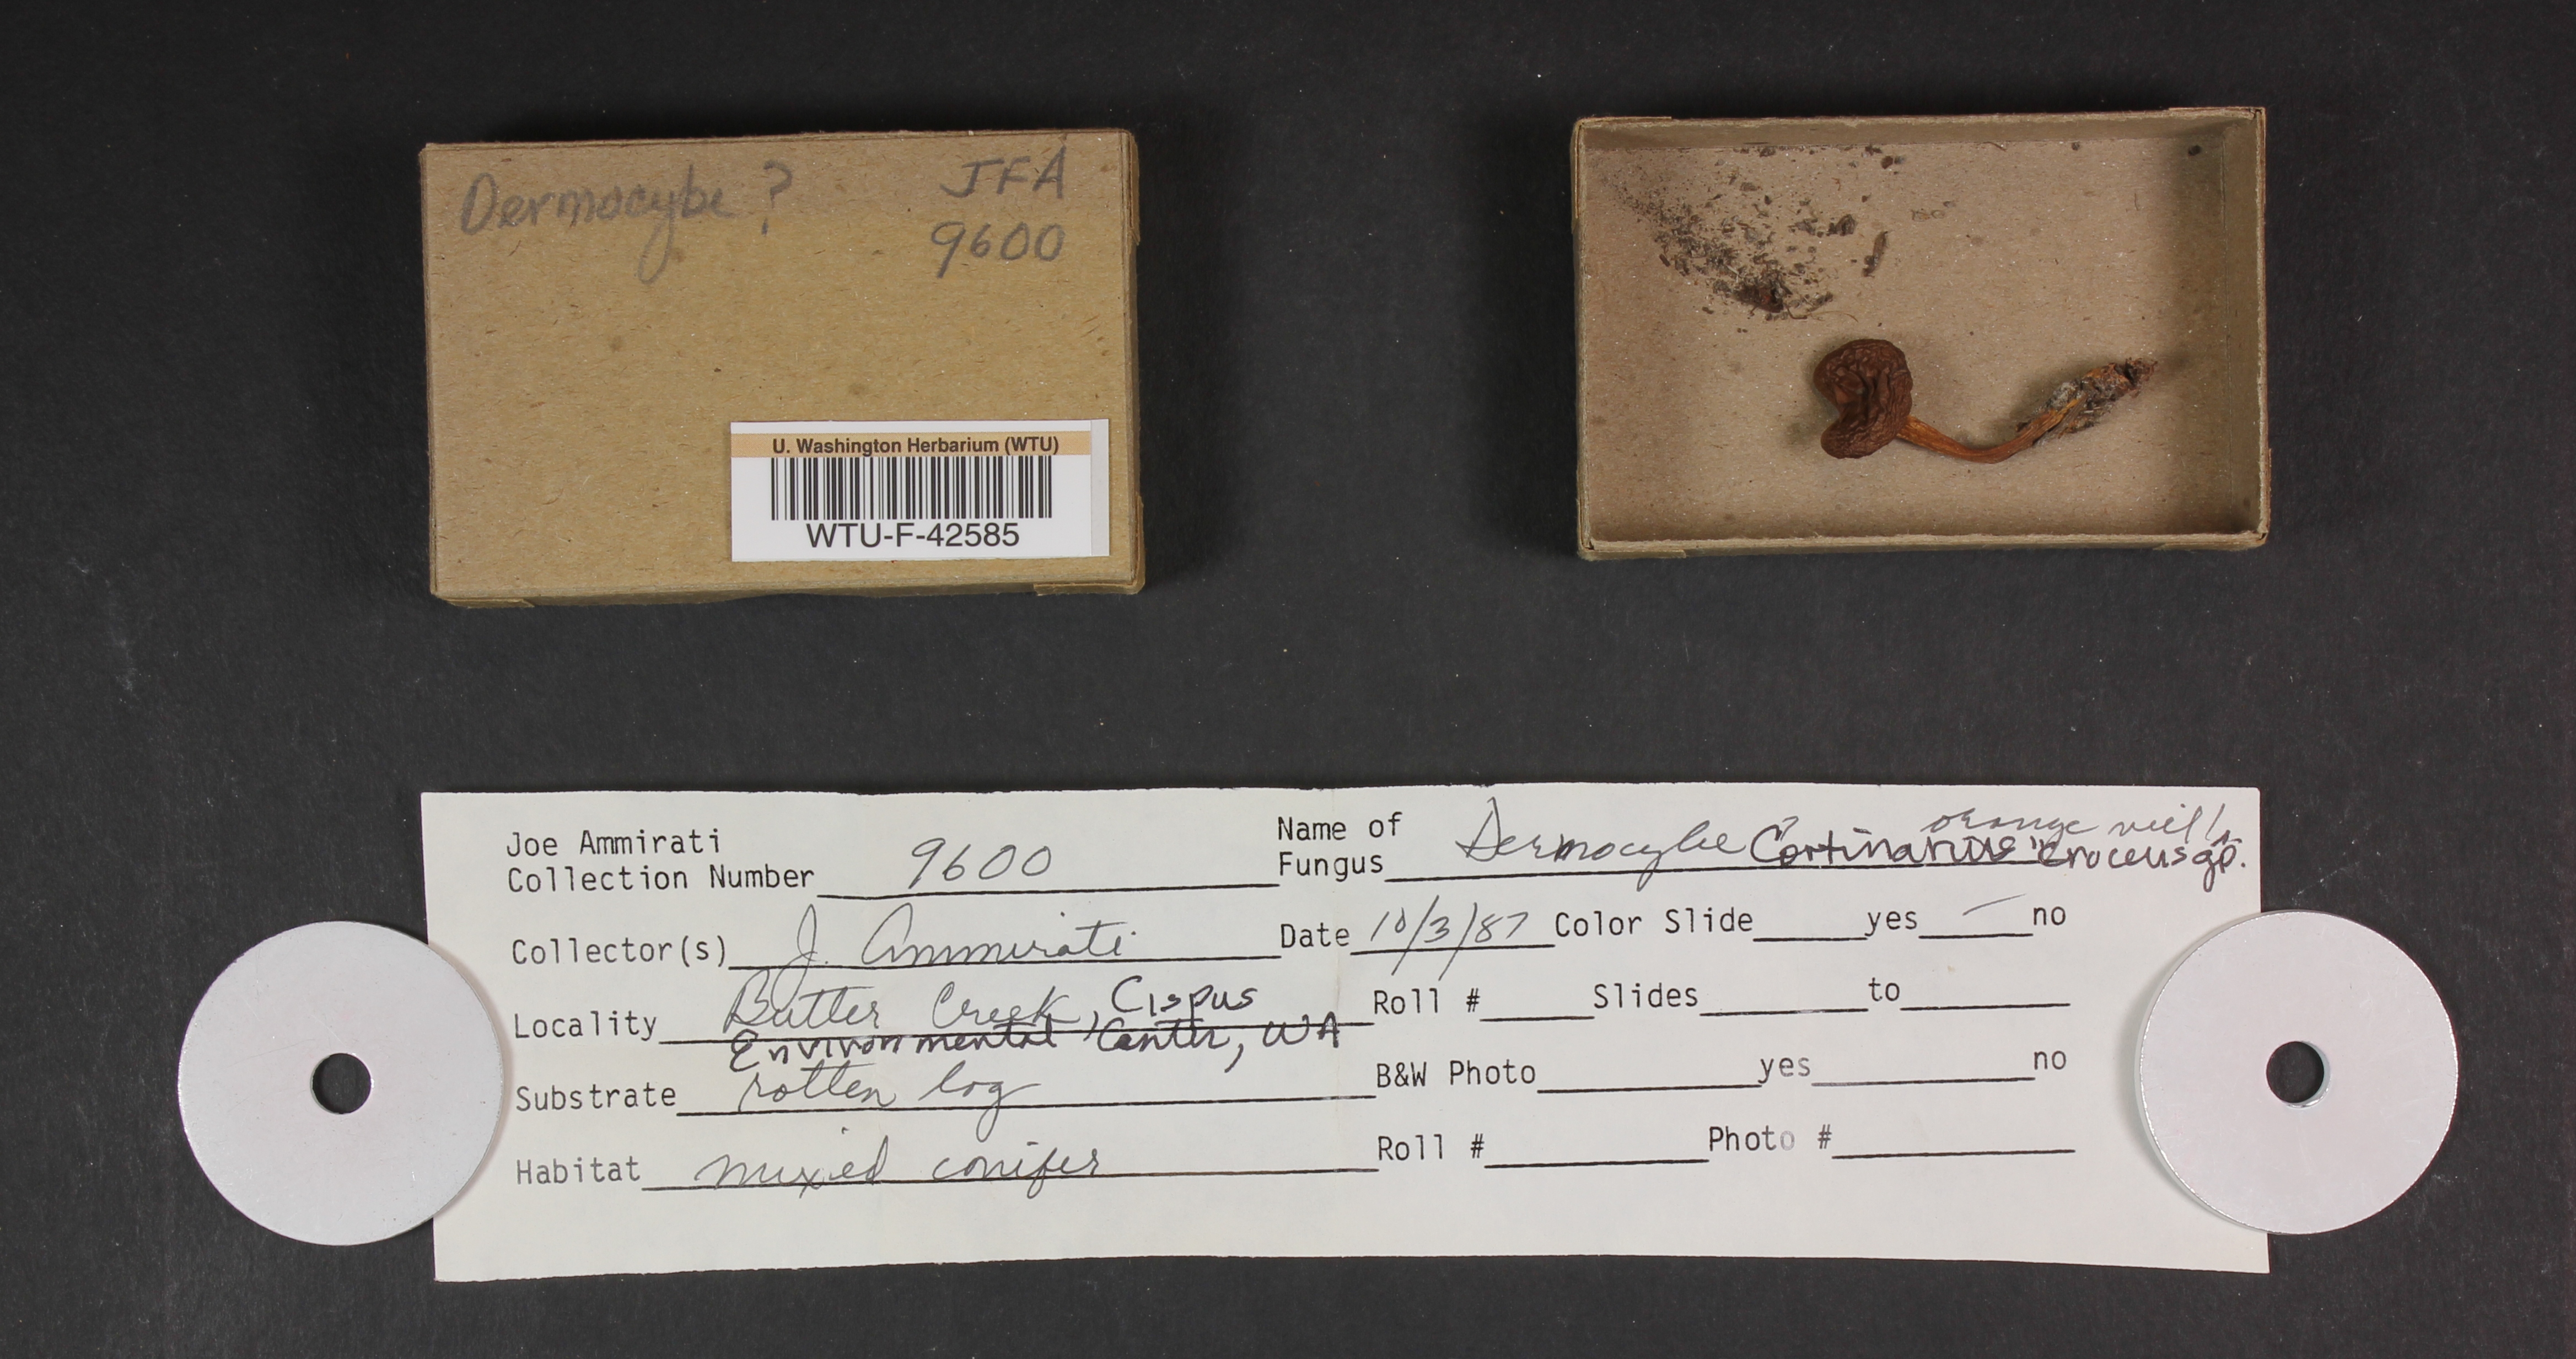 Dermocybe ? JFA
9600
U. Washington Herbarium (WTU)
WTU-F-42585
Joe Ammirati
Collection Number 9600
Name of
Fungus Dermocybe ? Cortinarius "croceus gp.
orange
Collector(s) J. Ammirati
Date 10/3/87 Color Slide yes — no
Locality Butter Creek, Cispus
Environmental Center, WA
Roll # Slides to
Substrate rotten log
B&W Photo yes no
Habitat mixed conifer
Roll # Photo #